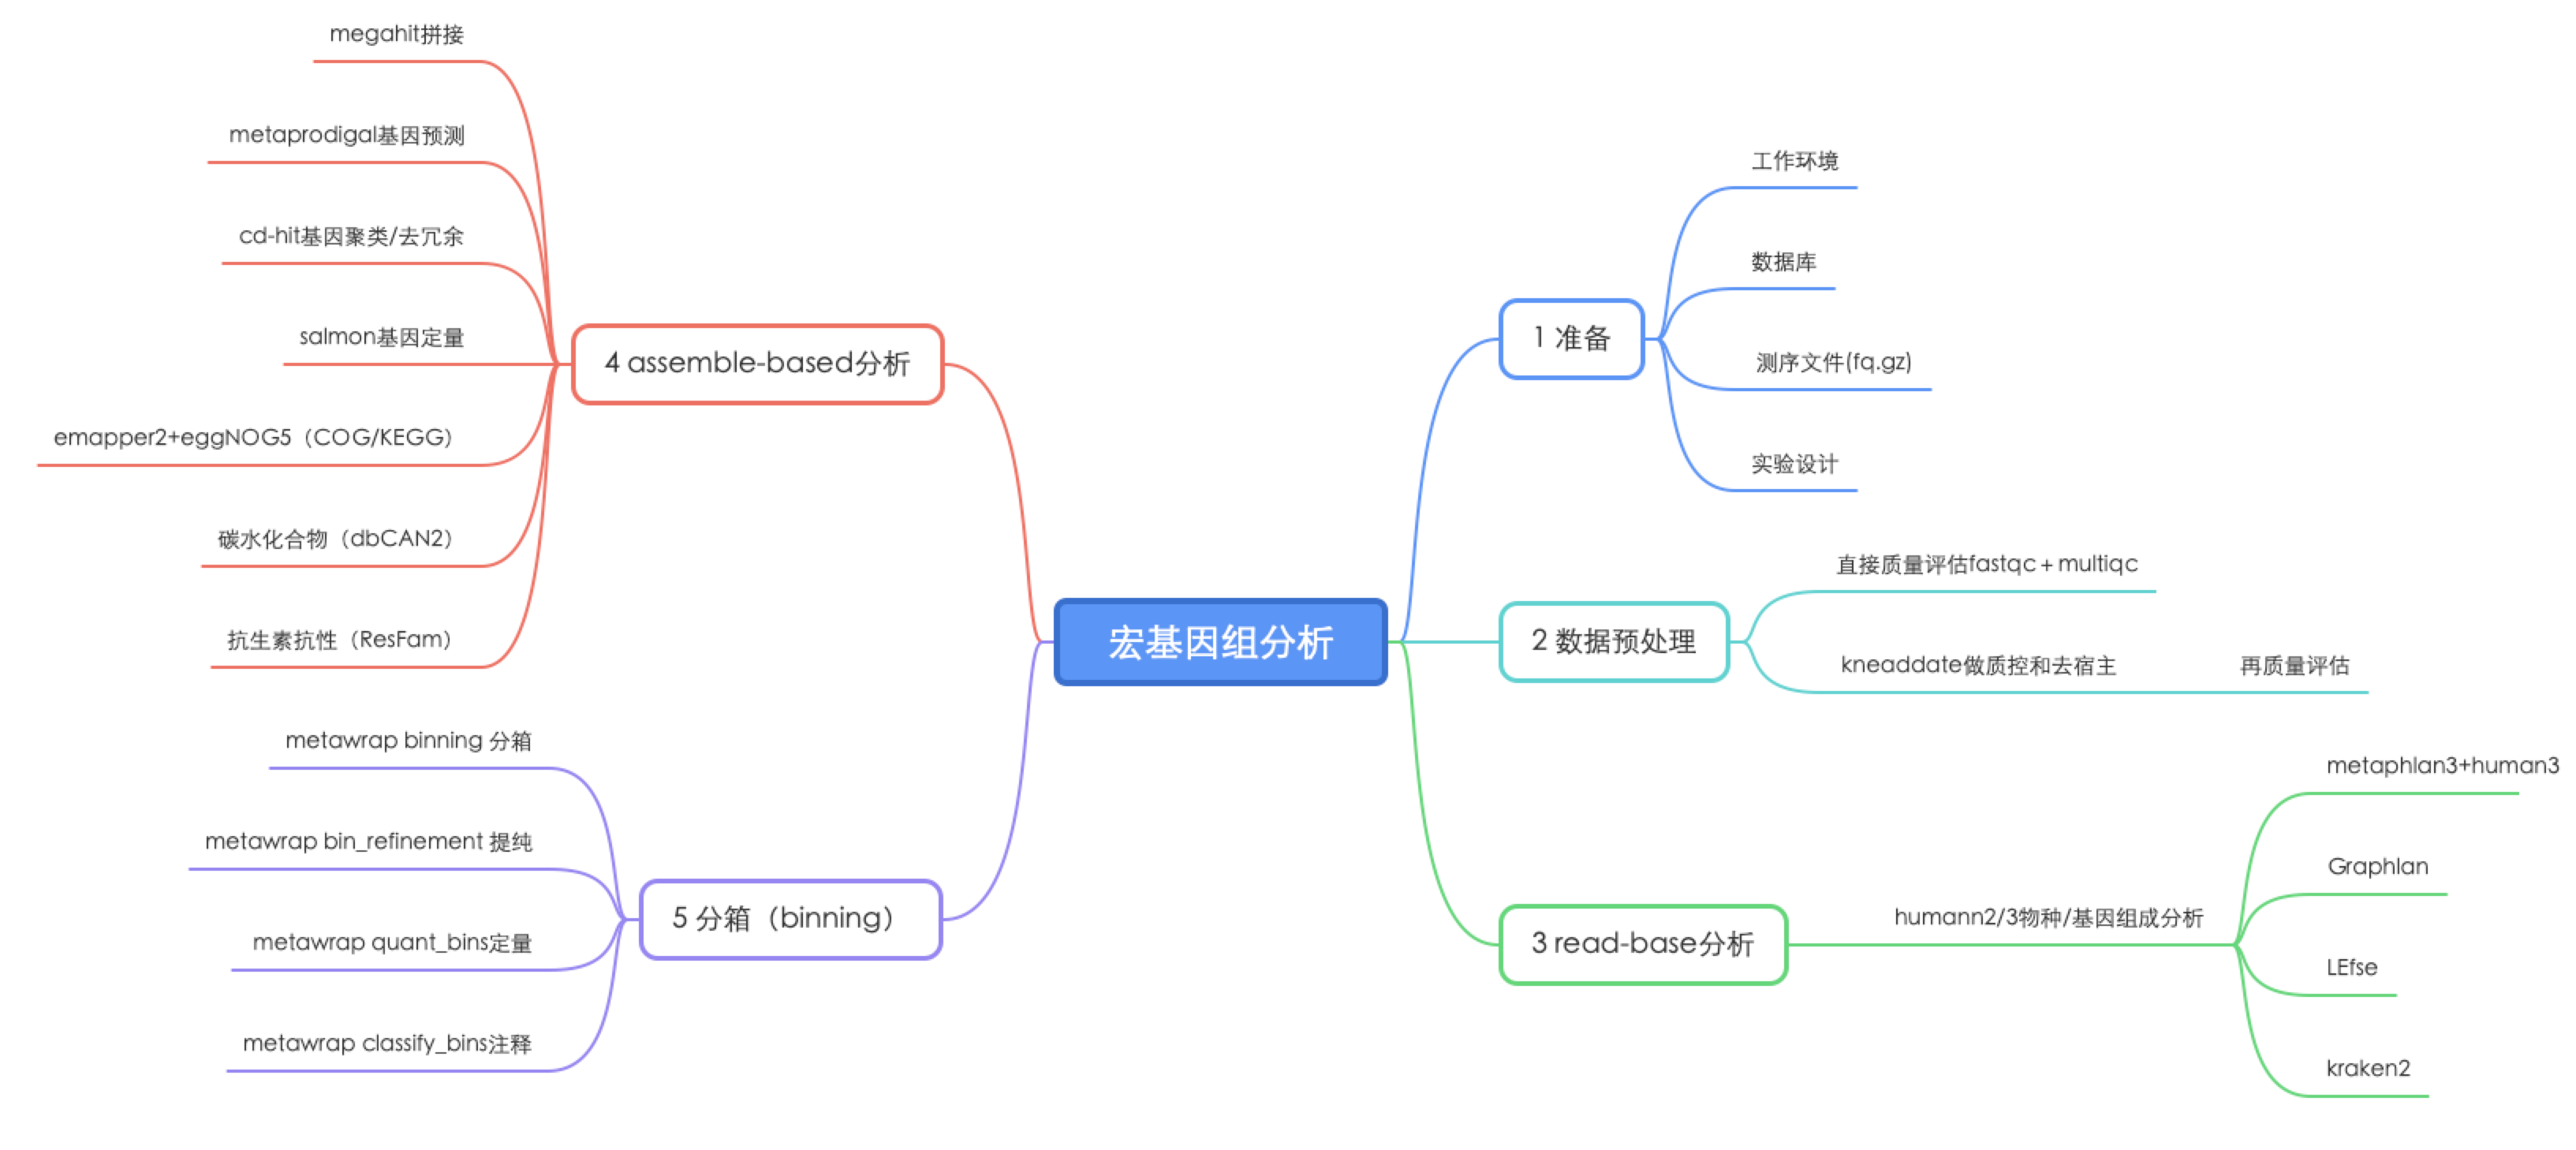 宏基因组分析
1 准备
工作环境
数据库
测序文件(fq.gz)
实验设计
2 数据预处理
直接质量评估fastqc + multiqc
kneaddate做质控和去宿主
再质量评估
3 read-base分析
humann2/3物种/基因组成分析
metaphlan3+human3
Graphlan
LEfse
kraken2
4 assemble-based分析
megahit拼接
metaprodigal基因预测
cd-hit基因聚类/去冗余
salmon基因定量
emapper2+eggNOG5（COG/KEGG）
碳水化合物（dbCAN2）
抗生素抗性（ResFam）
5 分箱（binning）
metawrap binning 分箱
metawrap bin_refinement 提纯
metawrap quant_bins定量
metawrap classify_bins注释